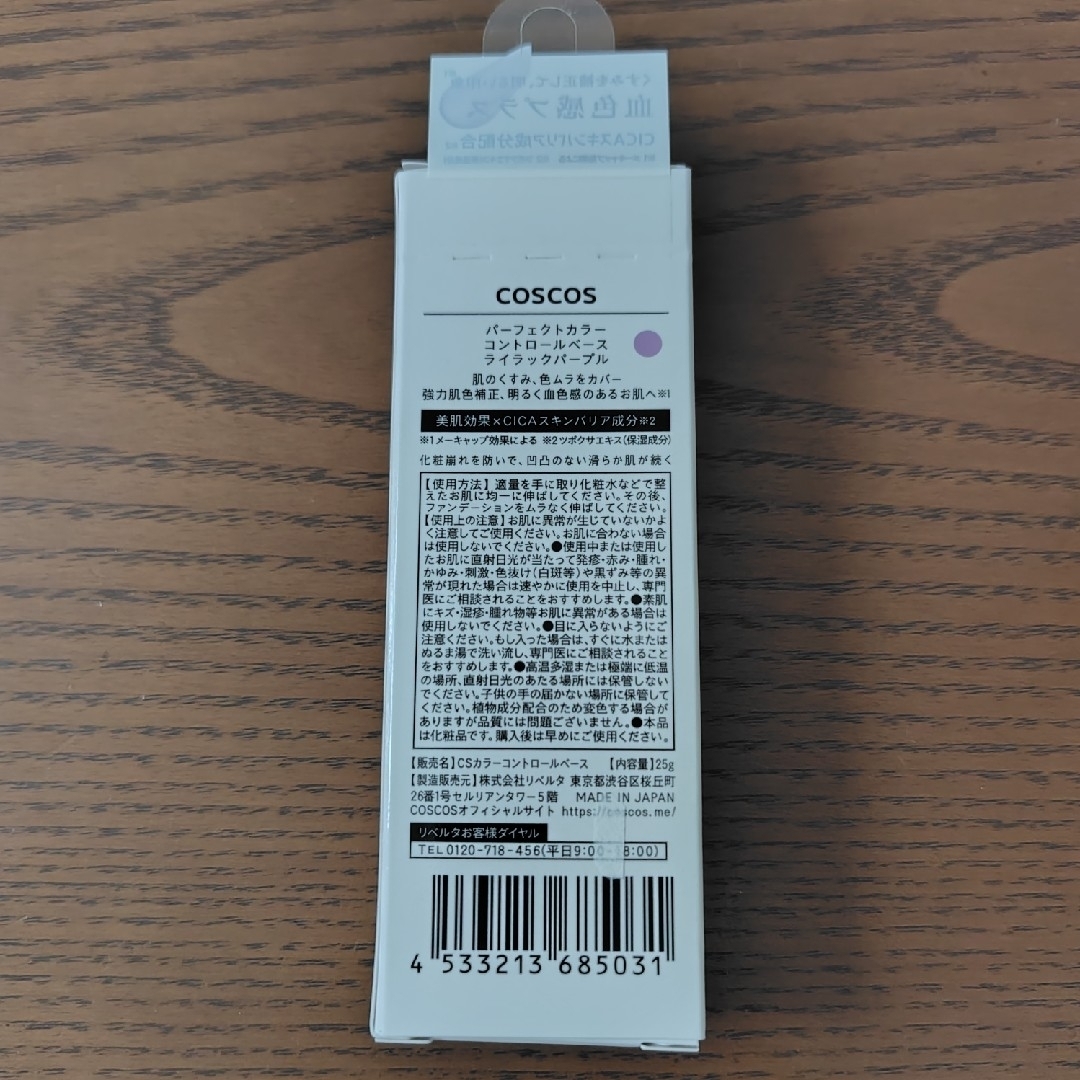 COSCOS
パーフェクトカラー
コントロールベース
ライラックパープル
肌のくすみ、色ムラをカバー
強力肌色補正、明るく血色感のあるお肌へ※1
美肌効果×CICAスキンバリア成分※2
※1メーキャップ効果による ※2ツボクサエキス(保湿成分)
化粧崩れを防いで、凹凸のない滑らか肌が続く
【使用方法】適量を手に取り化粧水などで整
えたお肌に均一に伸ばしてください。その後、
ファンデーションをムラなく伸ばしてください。
【使用上の注意】お肌に異常が生じていないかよ
く注意してご使用ください。お肌に合わない場合
は使用しないでください。●使用中または使用し
たお肌に直射日光が当たって発疹・赤み・腫れ・
かゆみ・刺激・色抜け(白斑等)や黒ずみ等の異
常が現れた場合は速やかに使用を中止し、専門
医にご相談されることをおすすめします。●素肌
にキズ・湿疹・腫れ物等お肌に異常がある場合は
使用しないでください。●目に入らないようにご
注意ください。もし入った場合は、すぐに水または
ぬるま湯で洗い流し、専門医にご相談されること
をおすすめします。●高温多湿または極端に低温
の場所、直射日光のあたる場所には保管しない
でください。子供の手の届かない場所に保管して
ください。植物成分配合のため変色する場合が
ありますが品質には問題ございません。●本品
は化粧品です。購入後は早めにご使用ください。
【販売名】CSカラーコントロールベース 【内容量】25g
【製造販売元】株式会社リベルタ 東京都渋谷区桜丘町
26番1号セルリアンタワー5階 MADE IN JAPAN
COSCOSオフィシャルサイト https://coscos.me/
リベルタお客様ダイヤル
TEL0120-718-456(平日9:00-18:00)
4 533213 685031